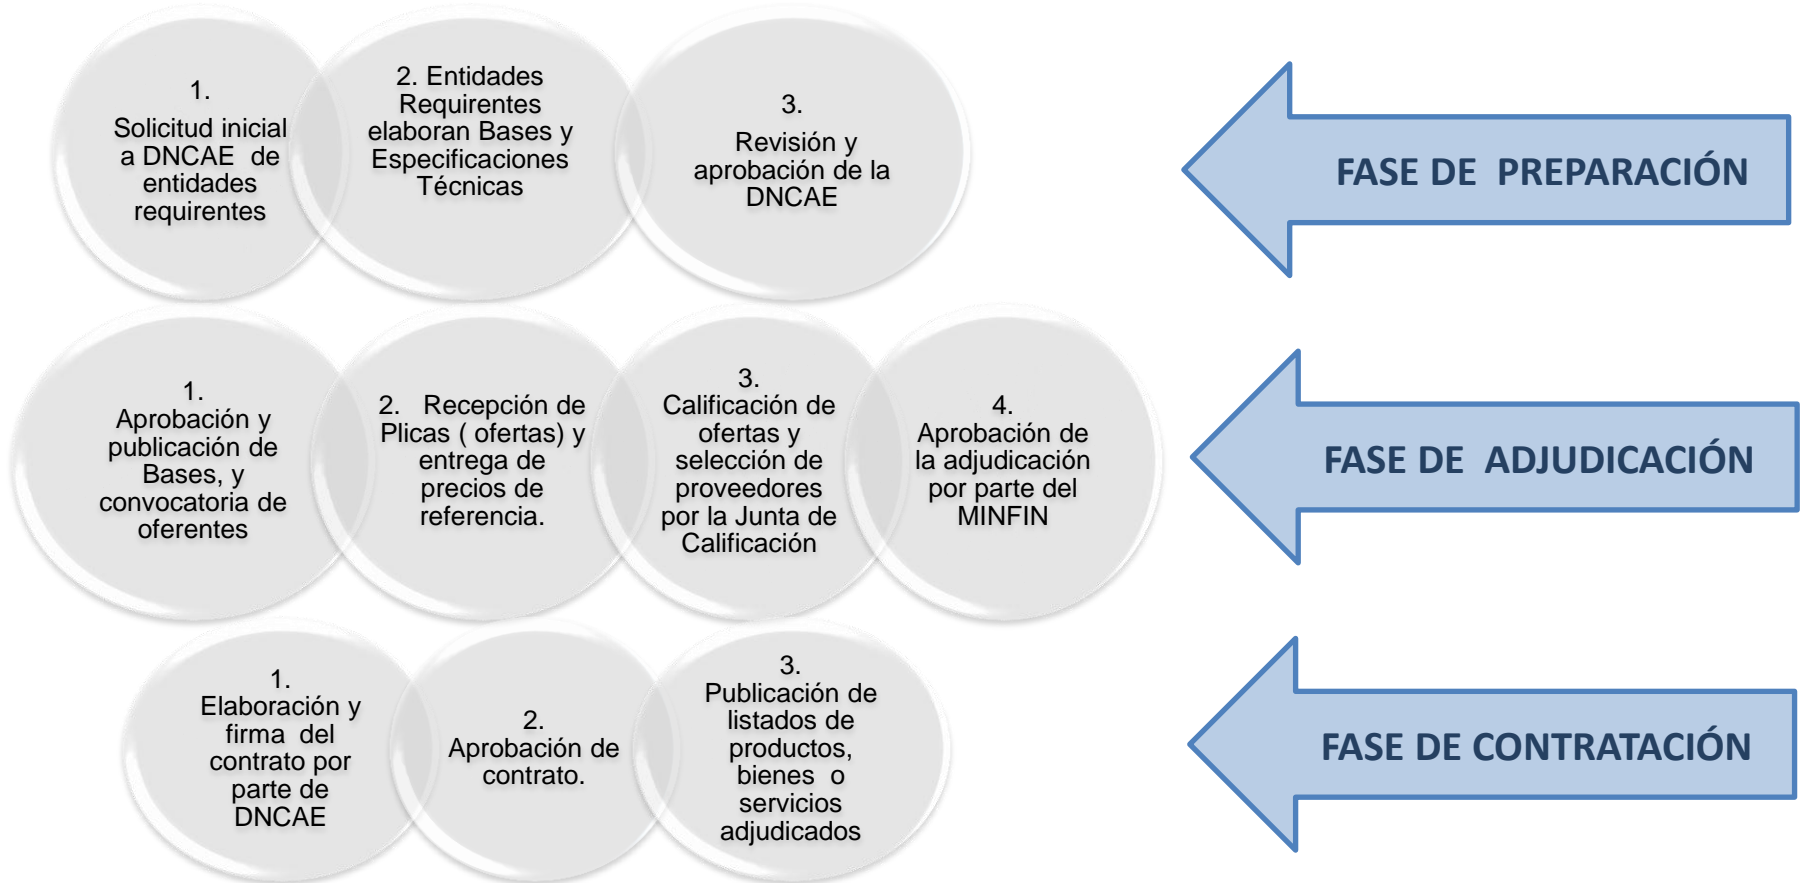 1.
Solicitud inicial
a DNCAE de
entidades
requirentes
2. Entidades
Requirentes
elaboran Bases y
Especificaciones
Técnicas
3.
Revisión y
aprobación de la
DNCAE
FASE DE PREPARACIÓN
1.
Aprobación y
publicación de
Bases, y
convocatoria de
oferentes
2. Recepción de
Plicas ( ofertas) y
entrega de
precios de
referencia.
3.
Calificación de
ofertas y
selección de
proveedores
por la Junta de
Calificación
4.
Aprobación de
la adjudicación
por parte del
MINFIN
FASE DE ADJUDICACIÓN
1.
Elaboración y
firma del
contrato por
parte de
DNCAE
2.
Aprobación de
contrato.
3.
Publicación de
listados de
productos,
bienes o
servicios
adjudicados
FASE DE CONTRATACIÓN